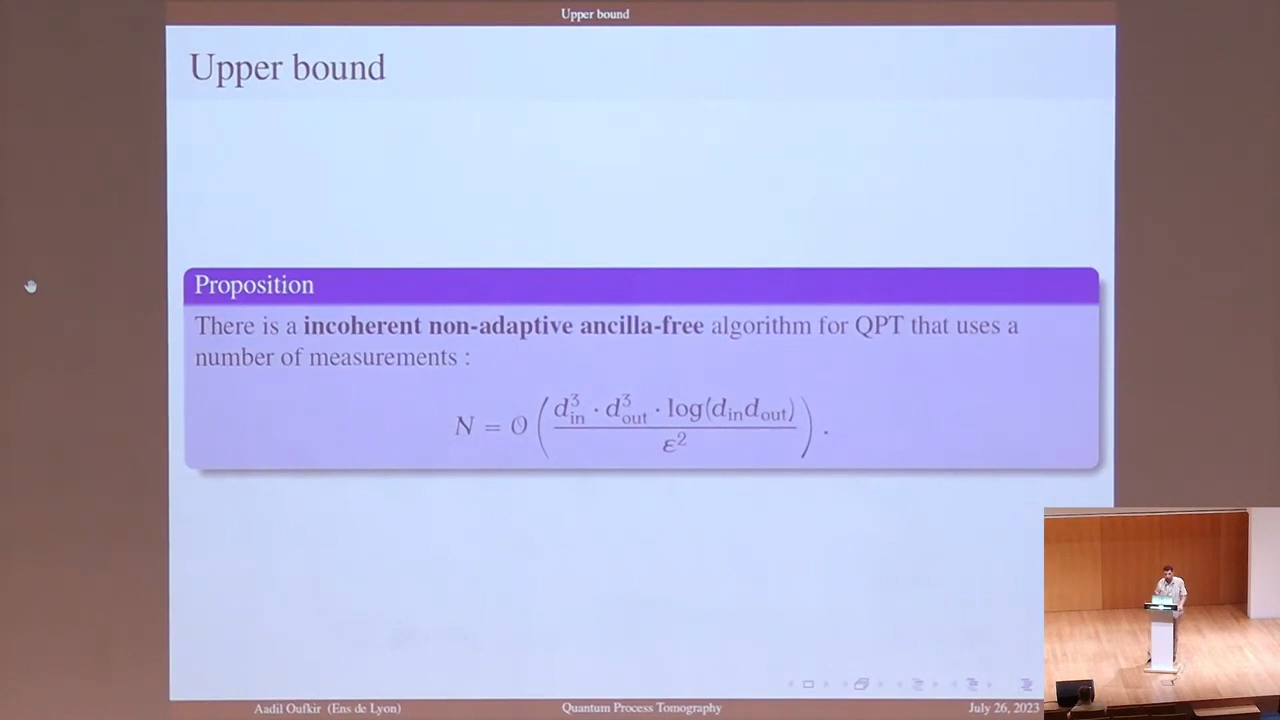 Upper bound
Upper bound
Proposition
There is a incoherent non-adaptive ancilla-free algorithm for QPT that uses a
number of measurements :
N = O ( d_in^3 · d_out^3 · log(d_in d_out) / ε^2 ) .
Aadil Oufkir (Ens de Lyon)
Quantum Process Tomography
July 26, 2023